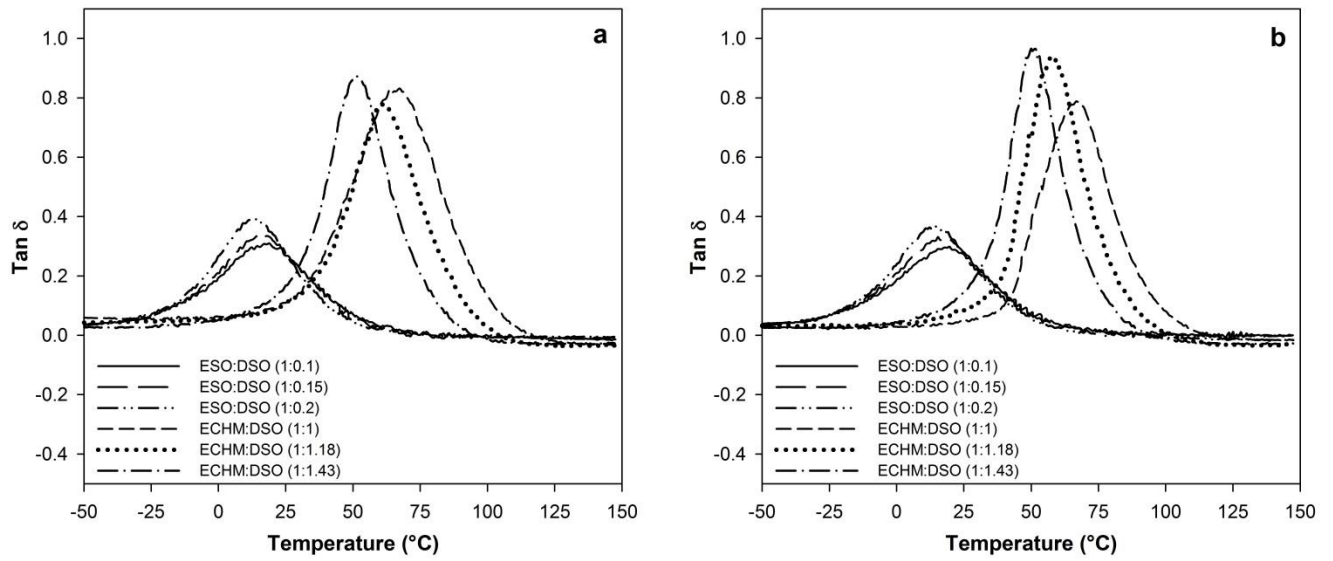 a
1.0
0.8
0.6
0.4
0.2
0.0
-0.2
-0.4
Tan δ
ESO:DSO (1:0.1)
ESO:DSO (1:0.15)
ESO:DSO (1:0.2)
ECHM:DSO (1:1)
ECHM:DSO (1:1.18)
ECHM:DSO (1:1.43)
-50 -25 0 25 50 75 100 125 150
Temperature (°C)
b
1.0
0.8
0.6
0.4
0.2
0.0
-0.2
-0.4
Tan δ
ESO:DSO (1:0.1)
ESO:DSO (1:0.15)
ESO:DSO (1:0.2)
ECHM:DSO (1:1)
ECHM:DSO (1:1.18)
ECHM:DSO (1:1.43)
-50 -25 0 25 50 75 100 125 150
Temperature (°C)